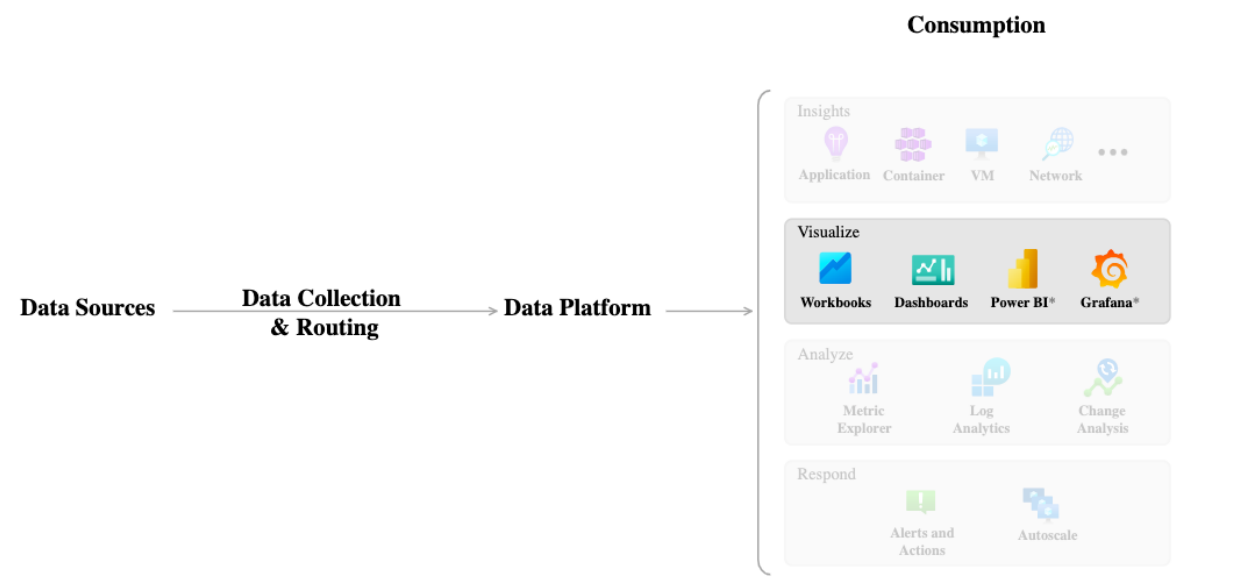 Consumption
Insights
Application Container VM Network
Visualize
Workbooks Dashboards Power BI* Grafana*
Data Sources
Data Collection
& Routing
Data Platform
Analyze
Metric
Explorer
Log
Analytics
Change
Analysis
Respond
Alerts and
Actions
Autoscale